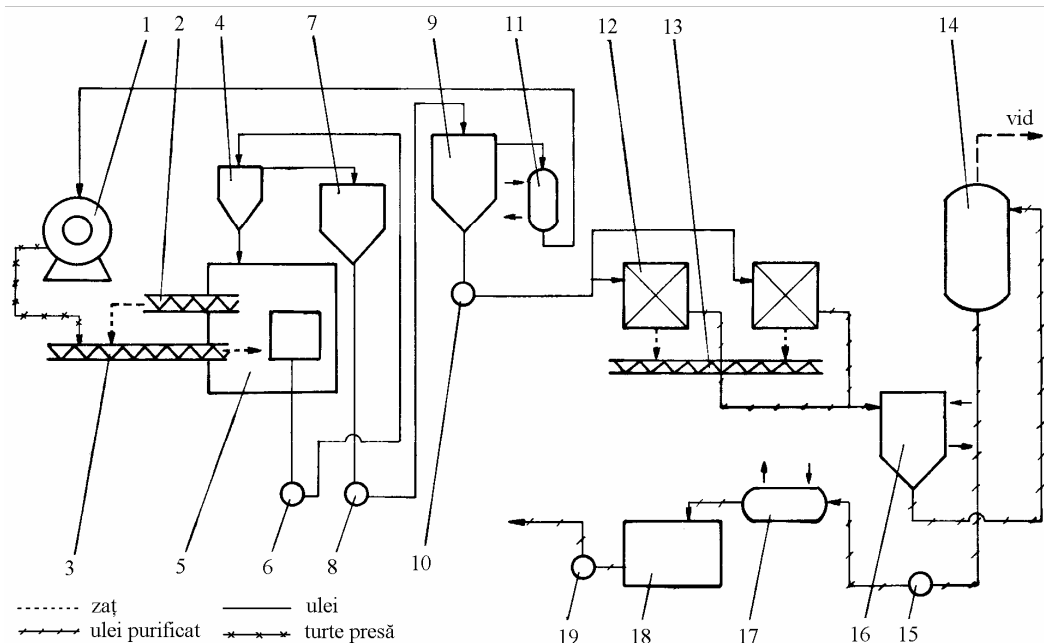 1 2 4 7 9 11 12 13 14
vid
3 5 6 8 10 19 18 17 16 15
zaț ulei
ulei purificat turte presă